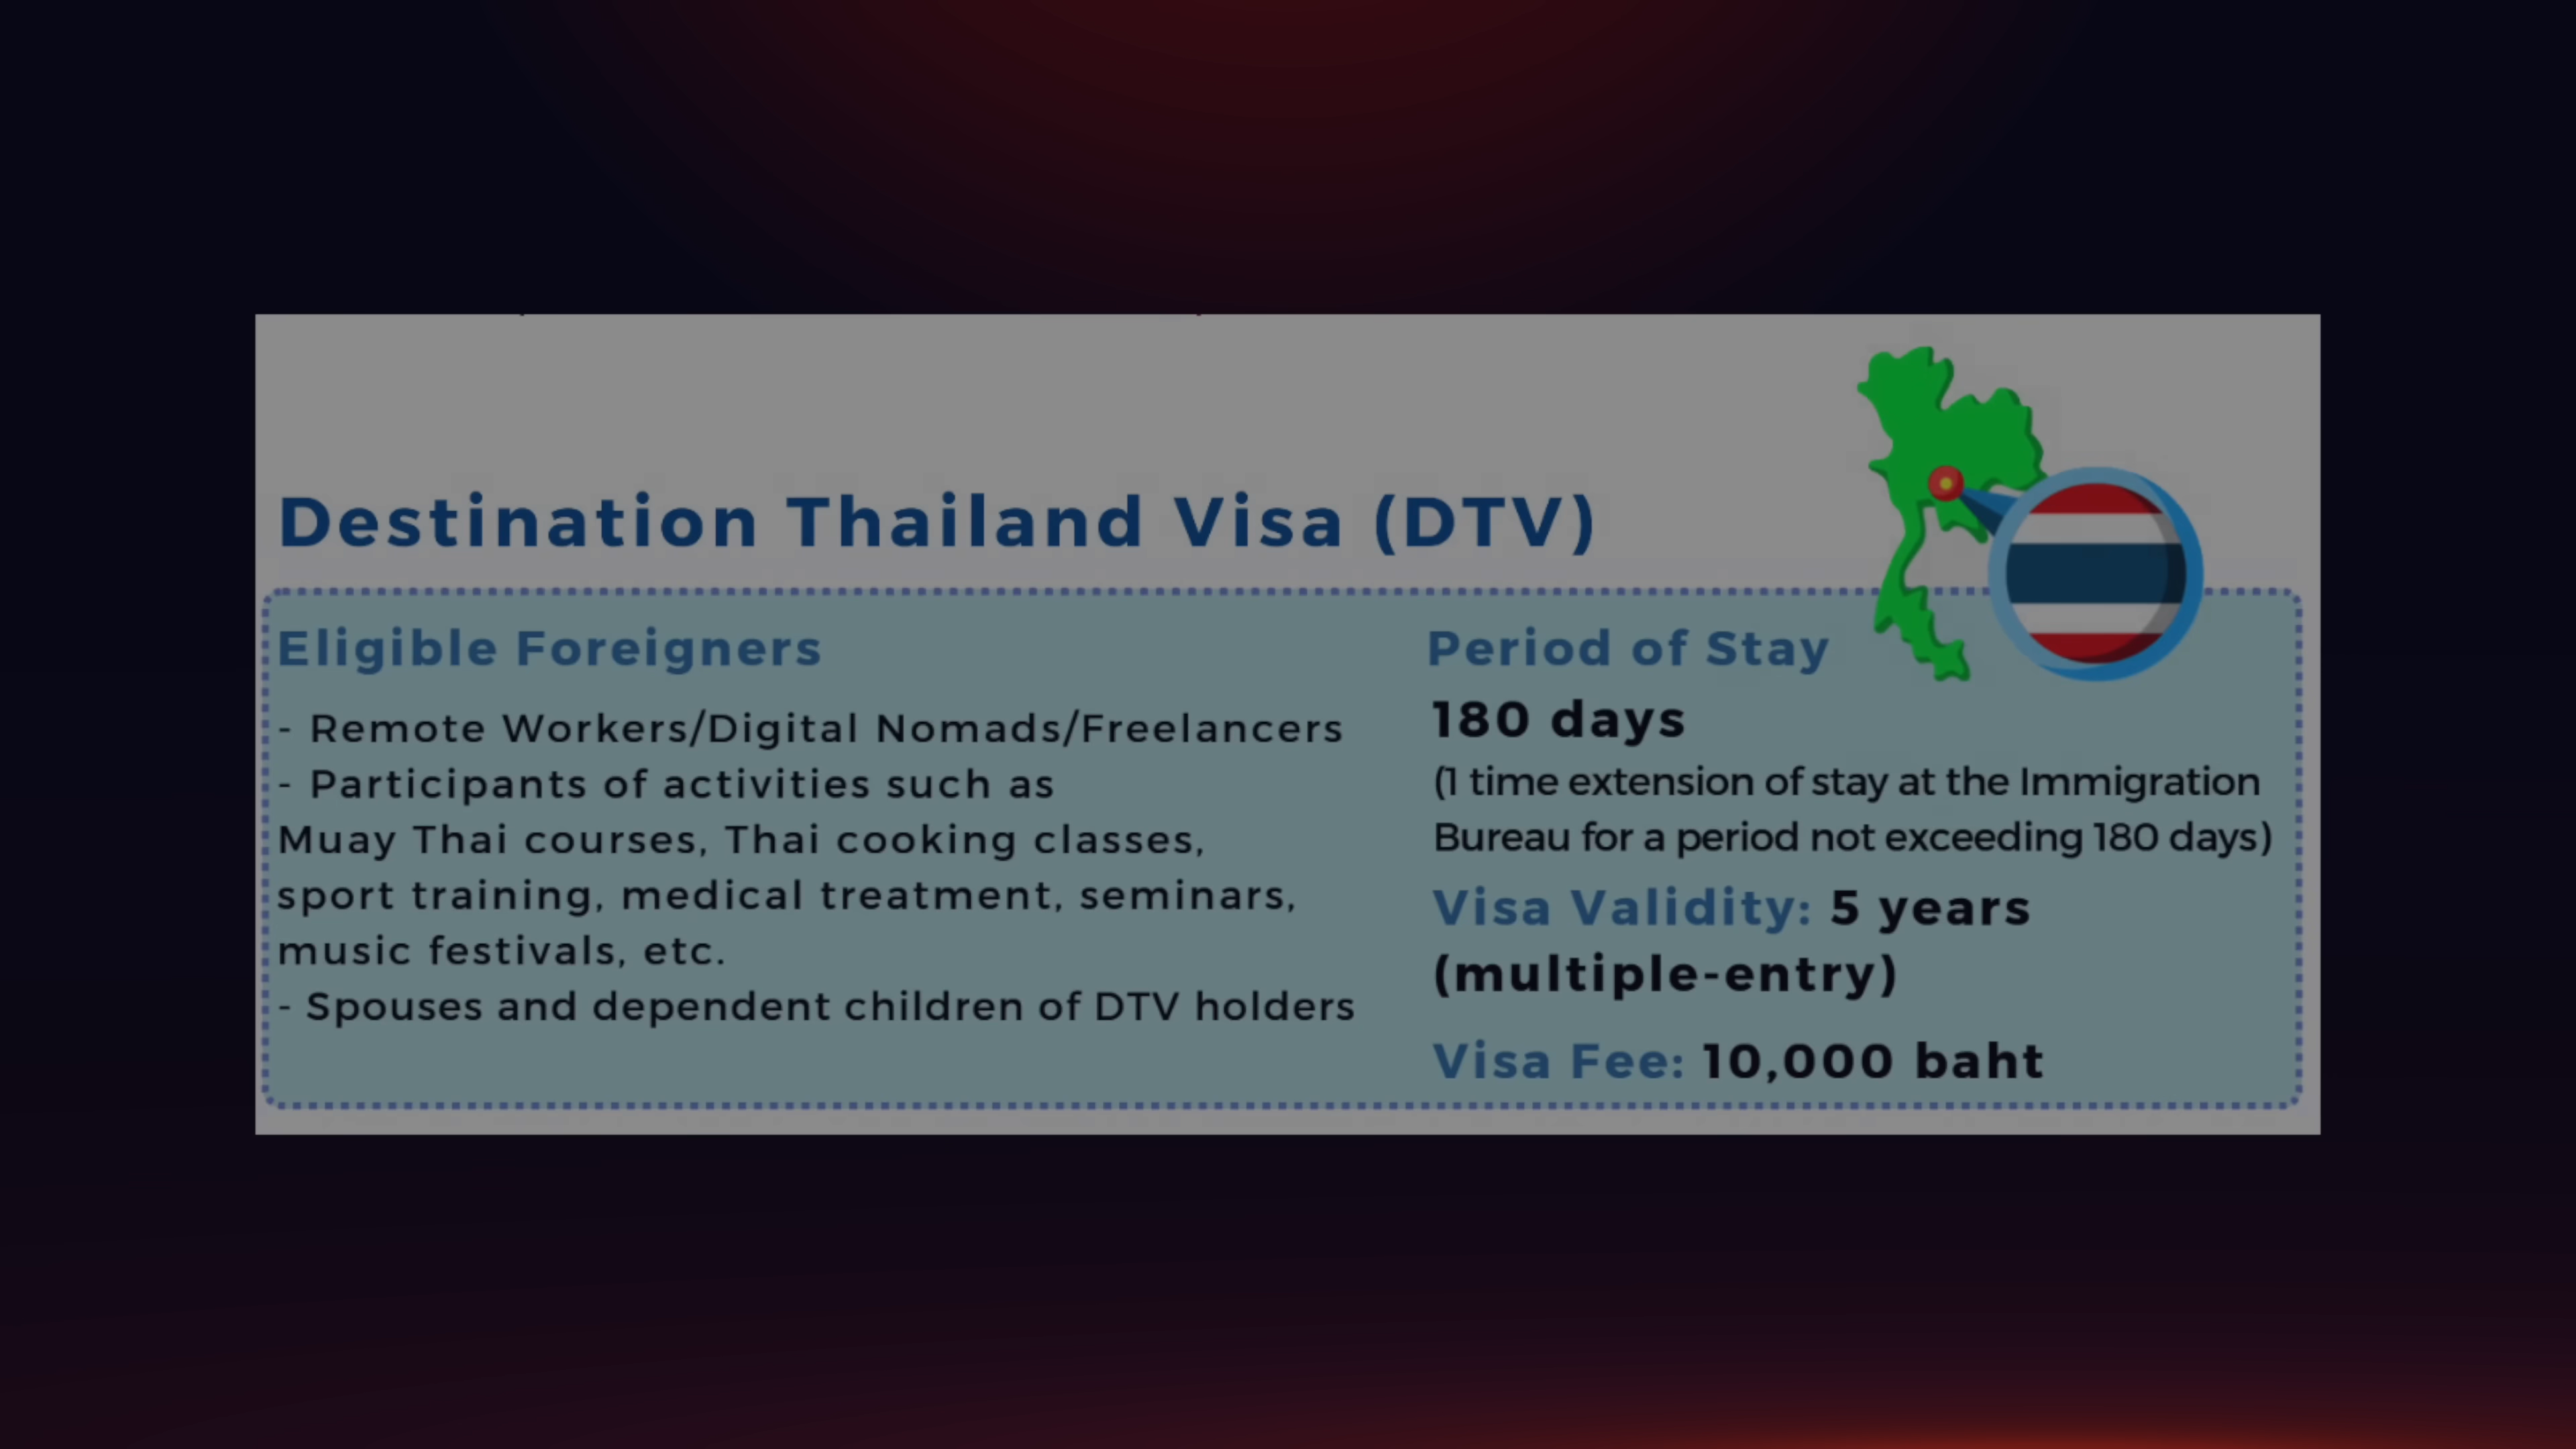 Destination Thailand Visa (DTV)
Eligible Foreigners
- Remote Workers/Digital Nomads/Freelancers
- Participants of activities such as
Muay Thai courses, Thai cooking classes,
sport training, medical treatment, seminars,
music festivals, etc.
- Spouses and dependent children of DTV holders
Period of Stay
180 days
(1 time extension of stay at the Immigration
Bureau for a period not exceeding 180 days)
Visa Validity: 5 years
(multiple-entry)
Visa Fee: 10,000 baht